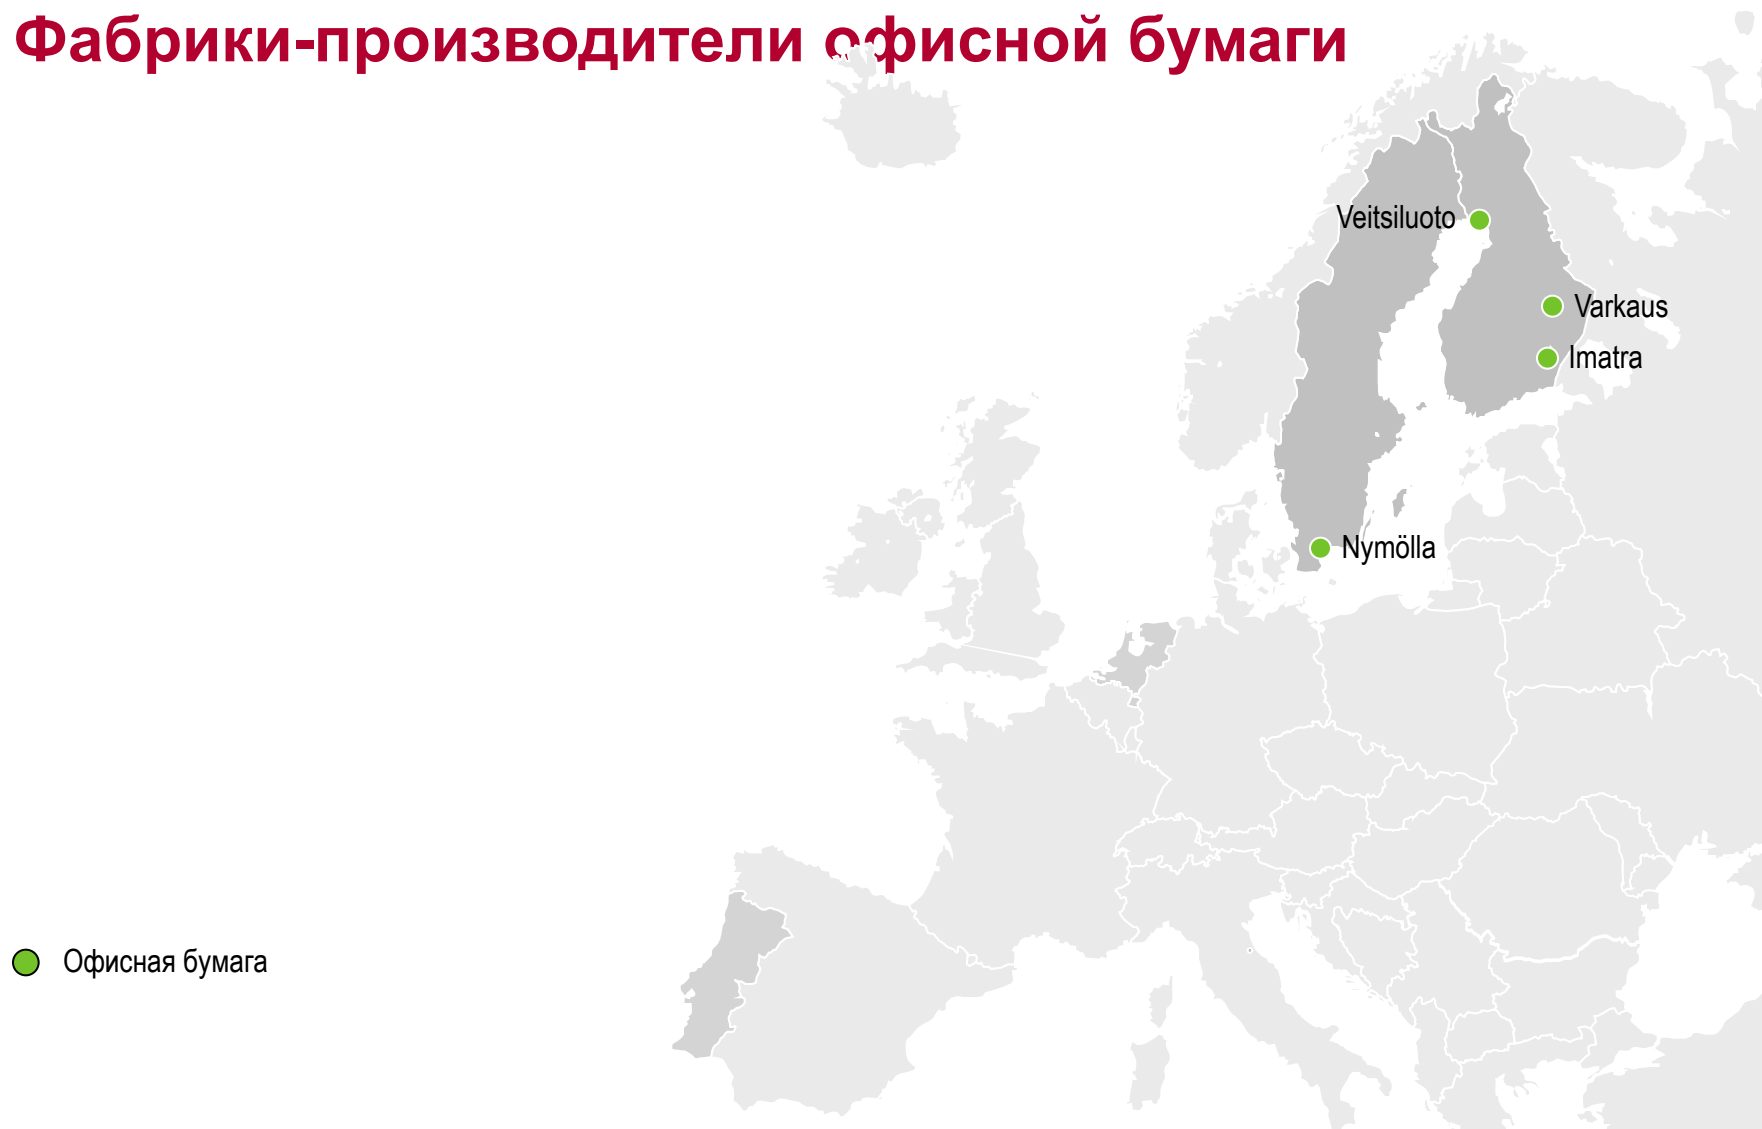 Фабрики-производители офисной бумаги
Veitsiluoto
Varkaus
Imatra
Nymölla
Офисная бумага